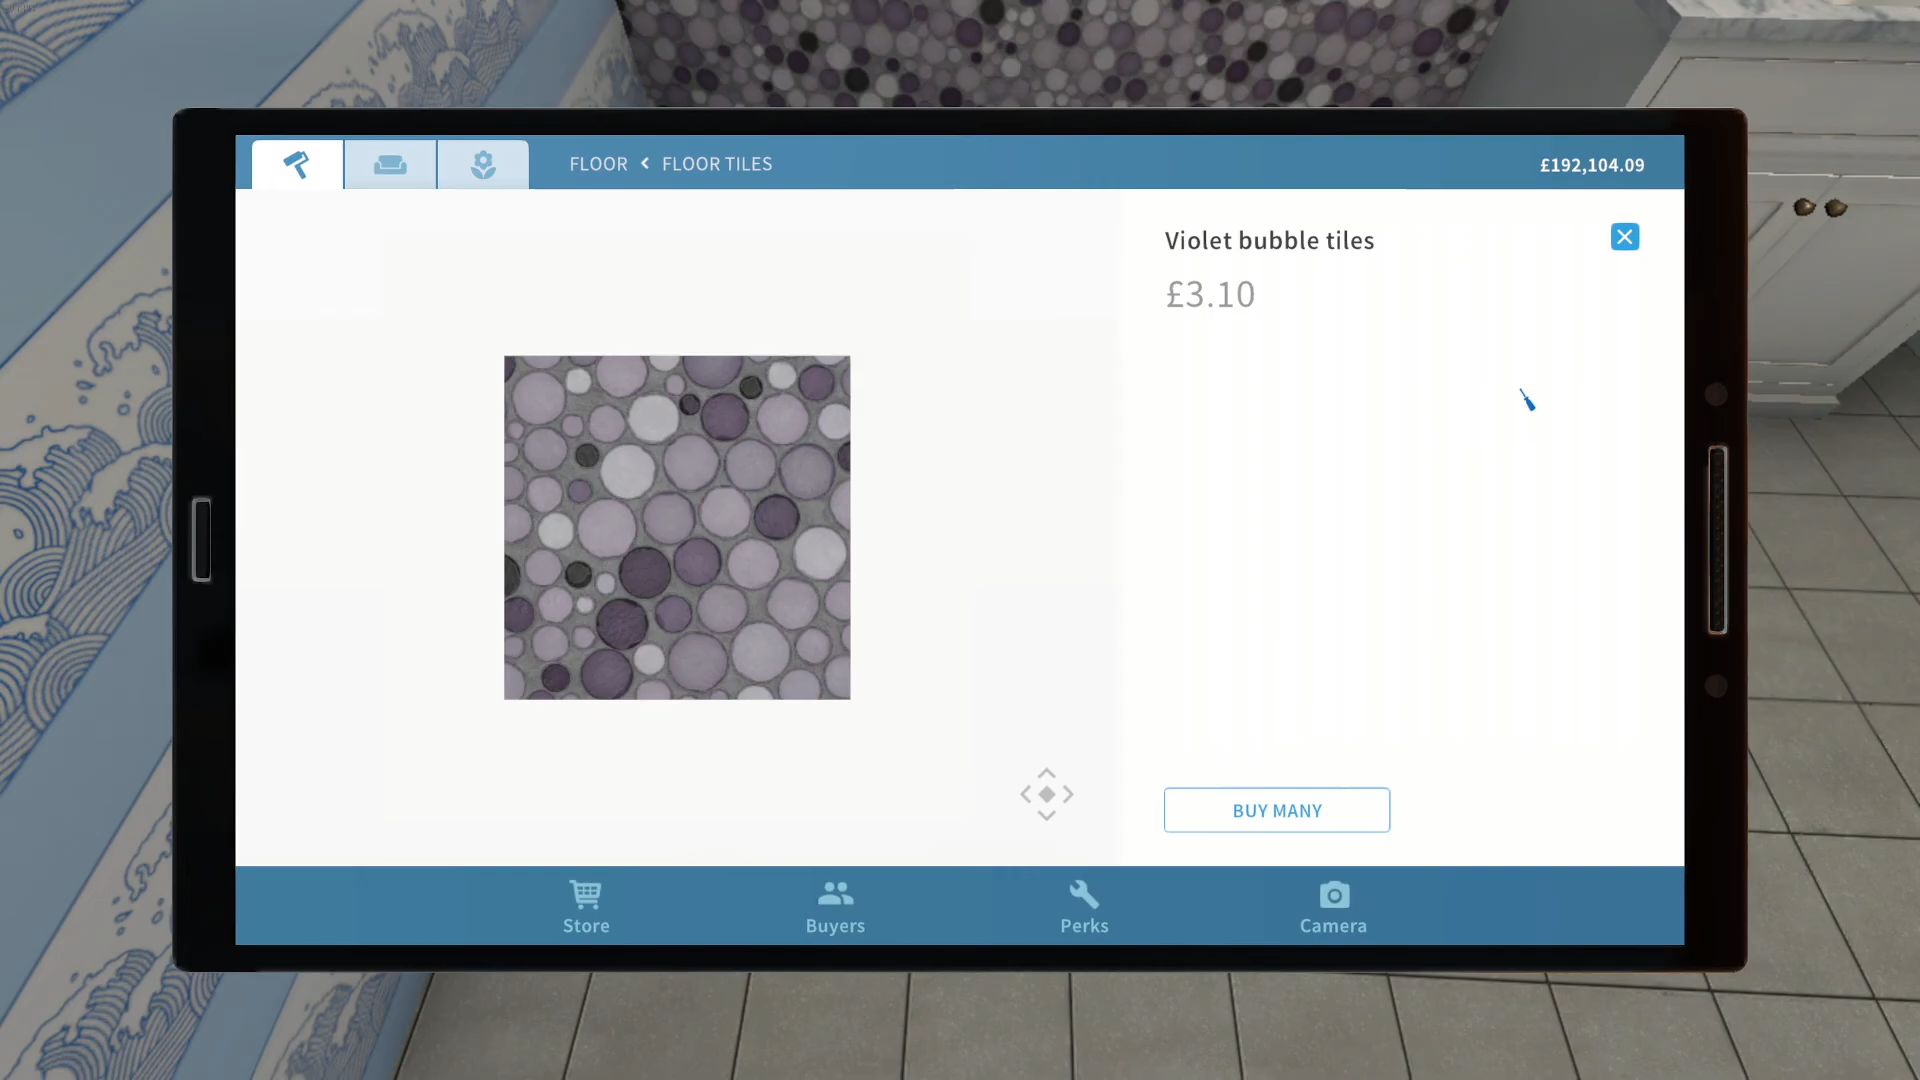 FLOOR < FLOOR TILES
£192,104.09
Violet bubble tiles
£3.10
BUY MANY
Store
Buyers
Perks
Camera